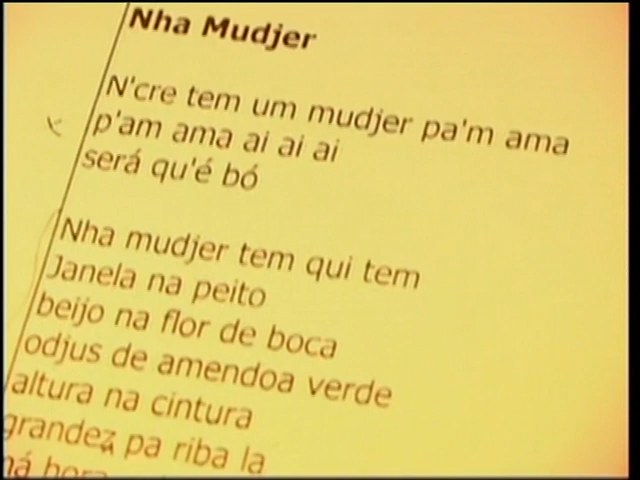 Nha Mudjer
N'cre tem um mudjer pa'm ama
p'am ama ai ai ai
será qu'é bó
Nha mudjer tem qui tem
Janela na peito
beijo na flor de boca
odjus de amendoa verde
altura na cintura
grandez pa riba la